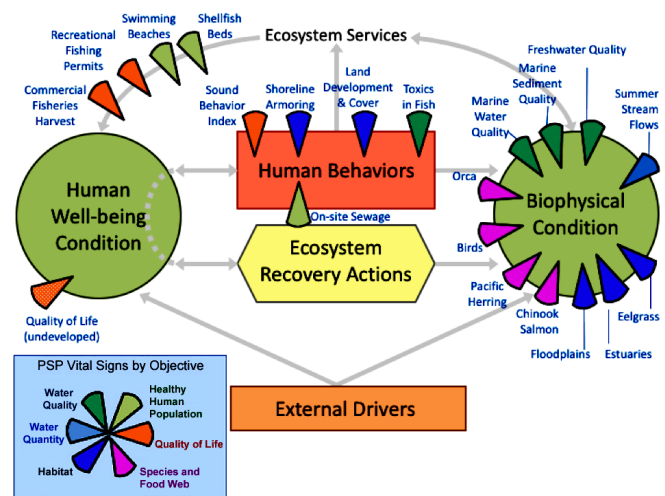 Swimming
Beaches
Shellfish
Beds
Recreational
Fishing
Permits
Ecosystem Services
Commercial
Fisheries
Harvest
Sound
Behavior
Index
Shoreline
Armoring
Land
Development
& Cover
Toxics
in Fish
Freshwater Quality
Marine
Sediment
Quality
Marine
Water
Quality
Summer
Stream
Flows
Human
Well-being
Condition
Human Behaviors
On-site Sewage
Ecosystem
Recovery Actions
Orca
Birds
Biophysical
Condition
Pacific
Herring
Chinook
Salmon
Floodplains
Estuaries
Eelgrass
Quality of Life
(undeveloped)
External Drivers
PSP Vital Signs by Objective
Water
Quality
Healthy
Human
Population
Water
Quantity
Quality of Life
Habitat
Species and
Food Web